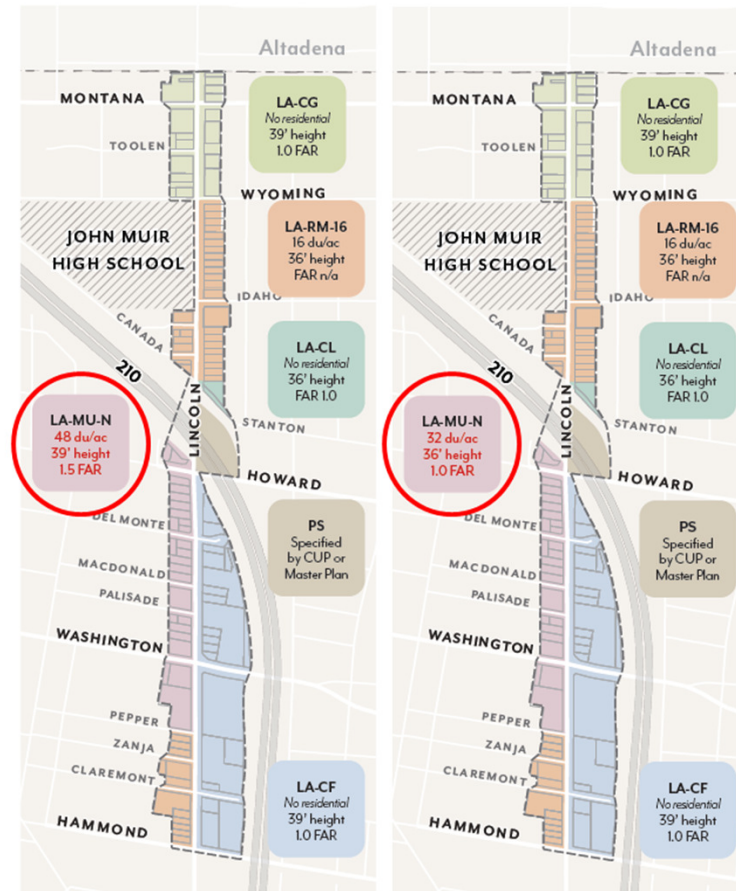 Altadena
MONTANA
LA-CG
No residential
39' height
1.0 FAR
TOOLEN
WYOMING
LA-RM-16
16 du/ac
36' height
FAR n/a
JOHN MUIR
HIGH SCHOOL
IDAHO
CANADA
LA-CL
No residential
36' height
FAR 1.0
210
LINCOLN
STANTON
LA-MU-N
48 du/ac
39' height
1.5 FAR
HOWARD
DEL MONTE
PS
Specified
by CUP or
Master Plan
MACDONALD
PALISADE
WASHINGTON
PEPPER
ZANJA
CLAREMONT
LA-CF
No residential
39' height
1.0 FAR
HAMMOND
Altadena
MONTANA
LA-CG
No residential
39' height
1.0 FAR
TOOLEN
WYOMING
LA-RM-16
16 du/ac
36' height
FAR n/a
JOHN MUIR
HIGH SCHOOL
IDAHO
CANADA
LA-CL
No residential
36' height
FAR 1.0
210
LINCOLN
STANTON
LA-MU-N
32 du/ac
36' height
1.0 FAR
HOWARD
DEL MONTE
PS
Specified
by CUP or
Master Plan
MACDONALD
PALISADE
WASHINGTON
PEPPER
ZANJA
CLAREMONT
LA-CF
No residential
39' height
1.0 FAR
HAMMOND